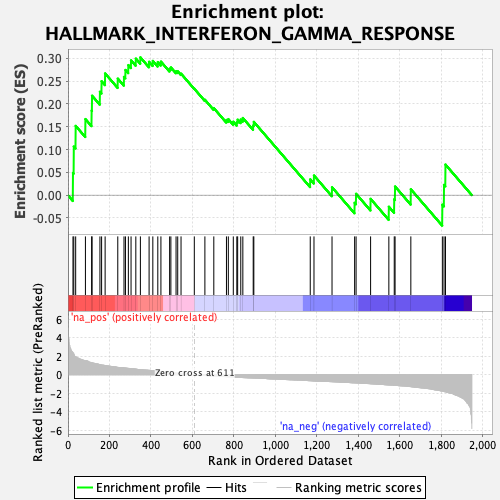 Enrichment plot:
HALLMARK_INTERFERON_GAMMA_RESPONSE
Enrichment score (ES)
0.30
0.25
0.20
0.15
0.10
0.05
0.00
-0.05
'na_pos' (positively correlated)
Ranked list metric (PreRanked)
6
4
2
0
-2
-4
-6
Zero cross at 611
'na_neg' (negatively correlated)
0
200
400
600
800
1,000
1,200
1,400
1,600
1,800
2,000
Rank in Ordered Dataset
Enrichment profile
Hits
Ranking metric scores